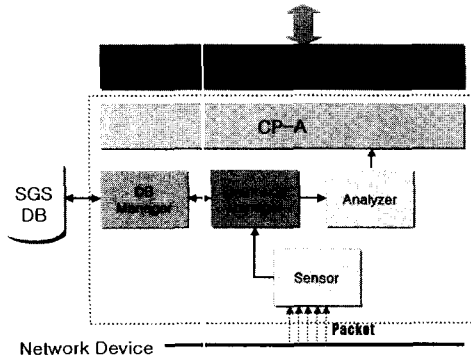 CP-A
SGS
DB
DB
Manager
Analyzer
Sensor
Packet
Network Device